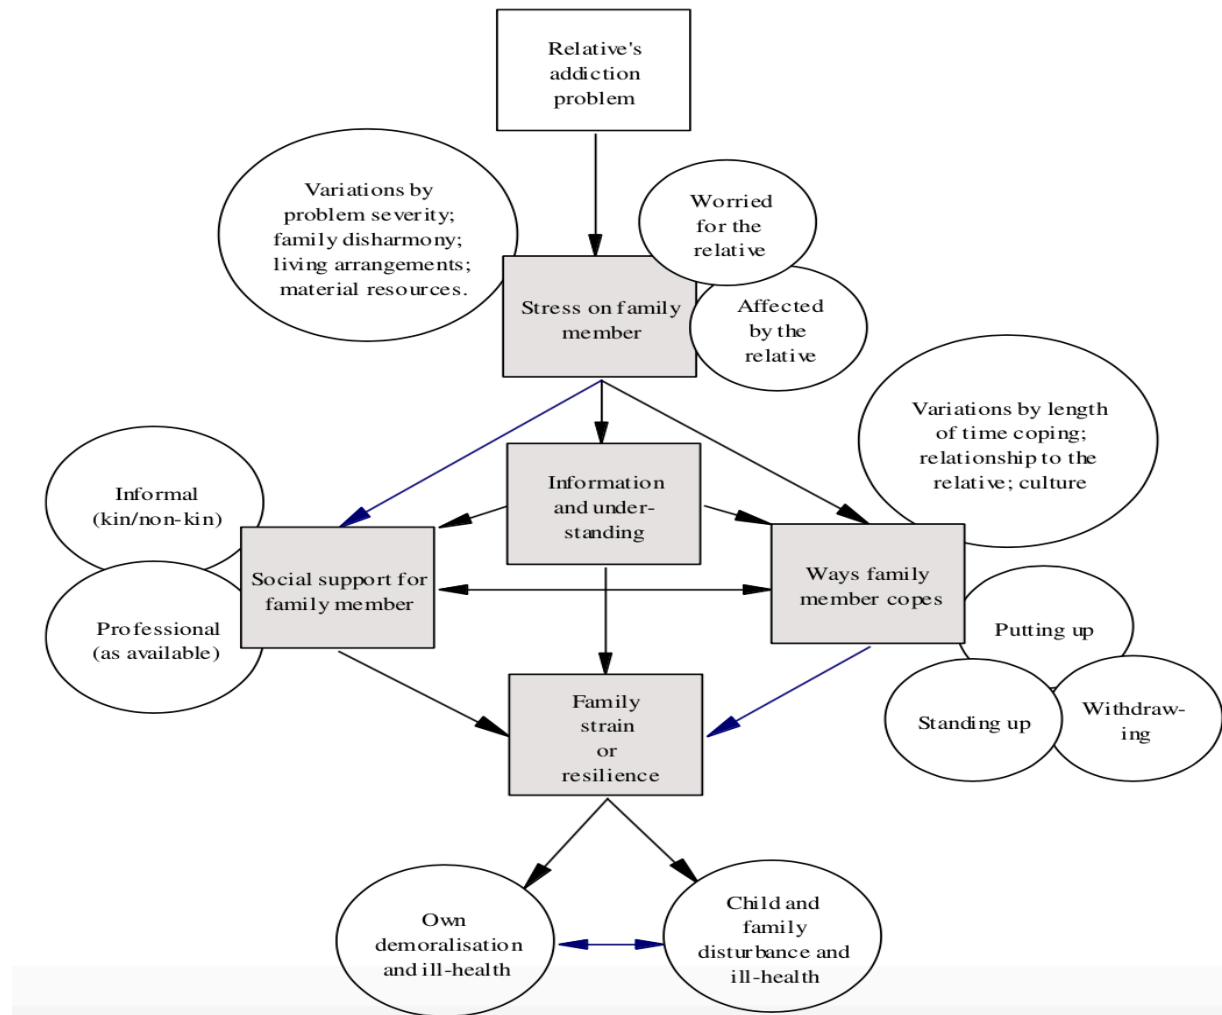 Relative's
addiction
problem
Variations by
problem severity;
family disharmony;
living arrangements;
material resources.
Worried
for the
relative
Stress on family
member
Affected
by the
relative
Variations by length
of time coping;
relationship to the
relative; culture
Informal
(kin/non-kin)
Information
and under-
standing
Social support for
family member
Ways family
member copes
Professional
(as available)
Putting up
Standing up
Withdraw-
ing
Family
strain
or
resilience
Own
demoralisation
and ill-health
Child and
family
disturbance and
ill-health